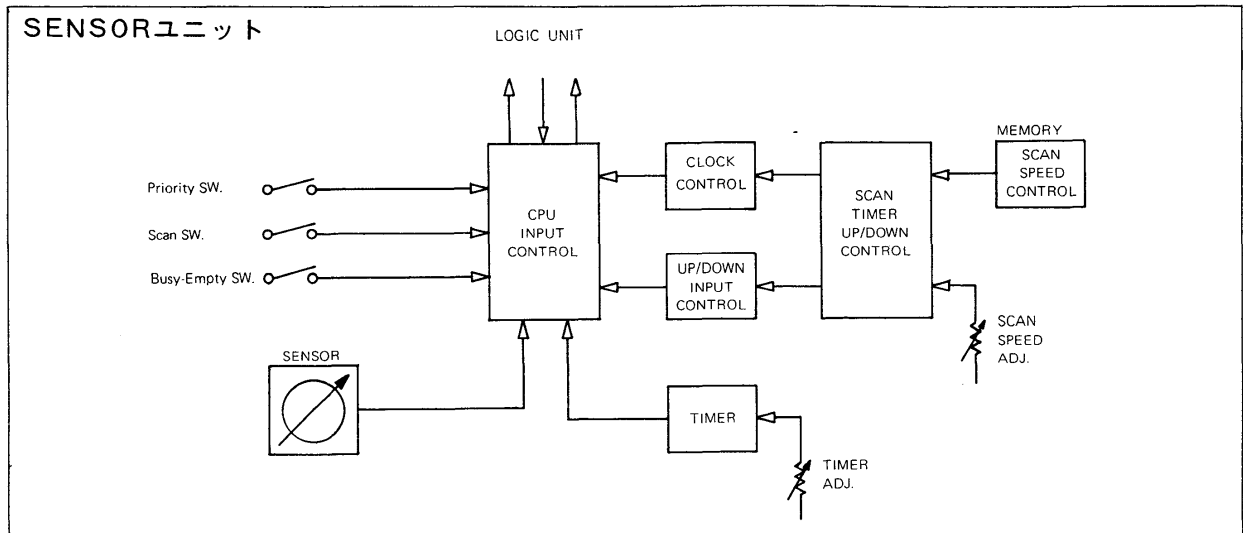 SENSORユニット
LOGIC UNIT
Priority SW.
Scan SW.
Busy-Empty SW.
CPU
INPUT
CONTROL
CLOCK
CONTROL
UP/DOWN
INPUT
CONTROL
SCAN
TIMER
UP/DOWN
CONTROL
MEMORY
SCAN
SPEED
CONTROL
SCAN
SPEED
ADJ.
SENSOR
TIMER
TIMER
ADJ.